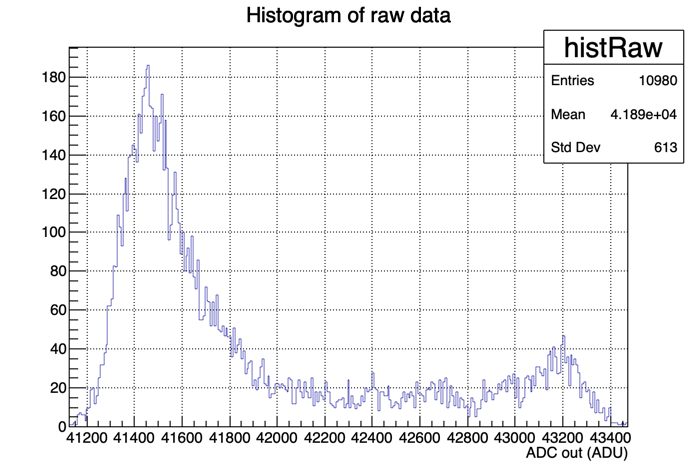 Histogram of raw data
histRaw
Entries 10980
Mean 4.189e+04
Std Dev 613
180
160
140
120
100
80
60
40
20
0
41200 41400 41600 41800 42000 42200 42400 42600 42800 43000 43200 43400
ADC out (ADU)